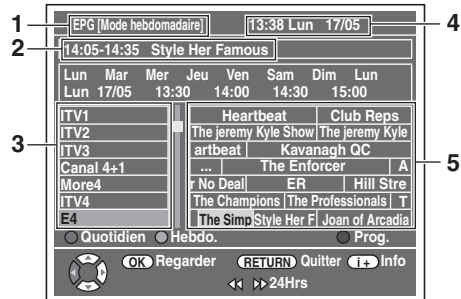 1 EPG [Mode hebdomadaire] 13:38 Lun 17/05 4
2 14:05-14:35 Style Her Famous
Lun Mar Mer Jeu Ven Sam Dim Lun
Lun 17/05 13:30 14:00 14:30 15:00
ITV1 Heartbeat Club Reps
ITV2 The jeremy Kyle Show The jeremy Kyle
3 ITV3 artbeat Kavanagh QC 5
Canal 4+1 ... The Enforcer A
More4 r No Deal ER Hill Stre
ITV4 The Champions The Professionals T
E4 The Simp Style Her F Joan of Arcadia
Quotidien Hebdo. Prog.
OK Regarder RETURN Quitter i+ Info
24Hrs